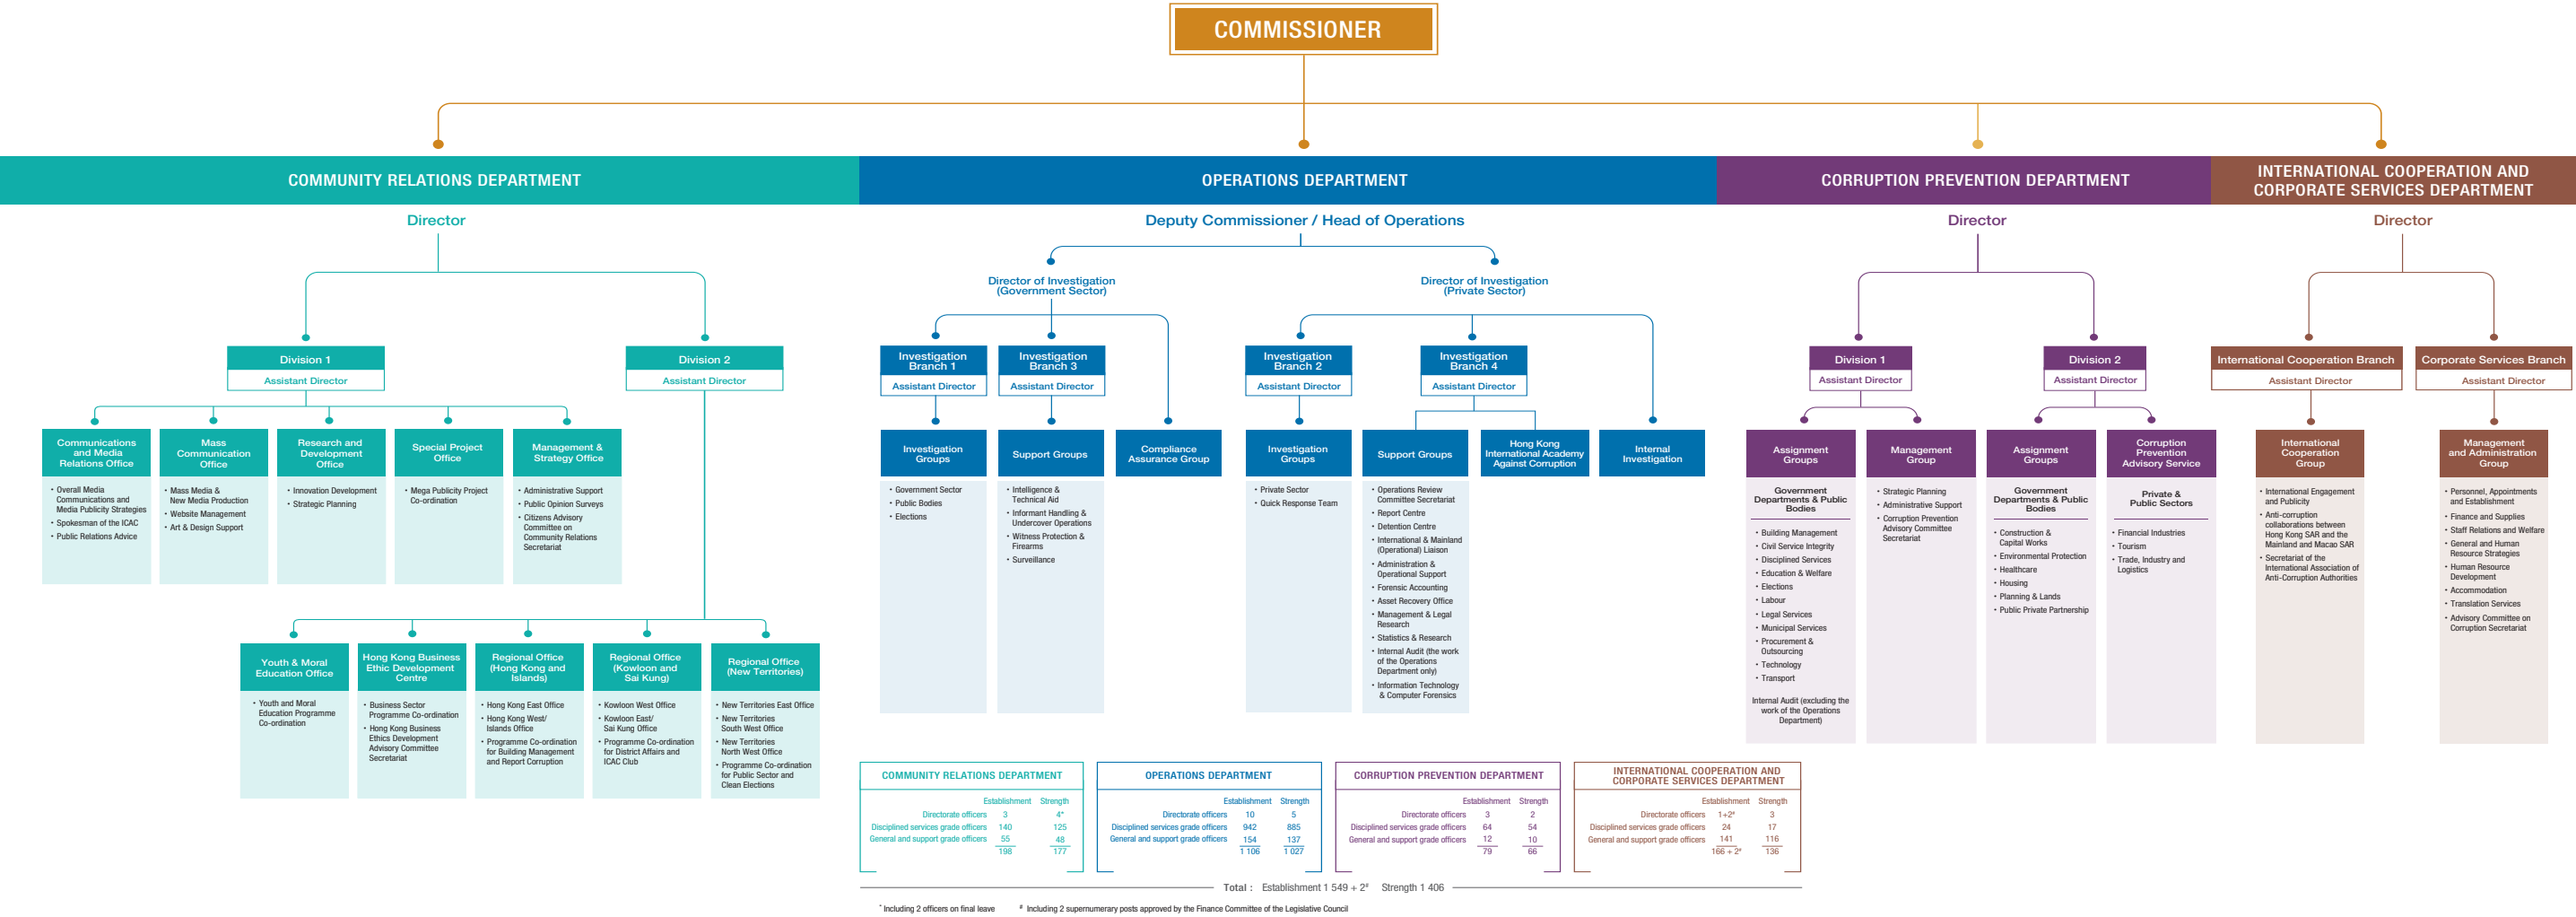 COMMISSIONER
COMMUNITY RELATIONS DEPARTMENT
Director
Division 1
Assistant Director
Division 2
Assistant Director
Communications
and Media
Relations Office
• Overall Media
Communications and
Media Publicity Strategies
• Spokesman of the ICAC
• Public Relations Advice
Mass
Communication
Office
• Mass Media &
New Media Production
• Website Management
• Art & Design Support
Research and
Development
Office
• Innovation Development
• Strategic Planning
Special Project
Office
• Mega Publicity Project
Co-ordination
Management &
Strategy Office
• Administrative Support
• Public Opinion Surveys
• Citizens Advisory
Committee on
Community Relations
Secretariat
Youth & Moral
Education Office
• Youth and Moral
Education Programme
Co-ordination
Hong Kong Business
Ethic Development
Centre
• Business Sector
Programme Co-ordination
• Hong Kong Business
Ethics Development
Advisory Committee
Secretariat
Regional Office
(Hong Kong and
Islands)
• Hong Kong East Office
• Hong Kong West/
Islands Office
• Programme Co-ordination
for Building Management
and Report Corruption
Regional Office
(Kowloon and
Sai Kung)
• Kowloon West Office
• Kowloon East/
Sai Kung Office
• Programme Co-ordination
for District Affairs and
ICAC Club
Regional Office
(New Territories)
• New Territories East Office
• New Territories
South West Office
• New Territories
North West Office
• Programme Co-ordination
for Public Sector and
Clean Elections
OPERATIONS DEPARTMENT
Deputy Commissioner / Head of Operations
Director of Investigation
(Government Sector)
Director of Investigation
(Private Sector)
Investigation
Branch 1
Assistant Director
Investigation
Branch 3
Assistant Director
Investigation
Branch 2
Assistant Director
Investigation
Branch 4
Assistant Director
Investigation
Groups
• Government Sector
• Public Bodies
• Elections
Support Groups
• Intelligence &
Technical Aid
• Informant Handling &
Undercover Operations
• Witness Protection &
Firearms
• Surveillance
Compliance
Assurance Group
Investigation
Groups
• Private Sector
• Quick Response Team
Support Groups
• Operations Review
Committee Secretariat
• Report Centre
• Detention Centre
• International & Mainland
(Operational) Liaison
• Administration &
Operational Support
• Forensic Accounting
• Asset Recovery Office
• Management & Legal
Research
• Statistics & Research
• Internal Audit (the work
of the Operations
Department only)
• Information Technology
& Computer Forensics
Hong Kong
International Academy
Against Corruption
Internal
Investigation
CORRUPTION PREVENTION DEPARTMENT
Director
Division 1
Assistant Director
Division 2
Assistant Director
Assignment
Groups
Government
Departments & Public
Bodies
• Building Management
• Civil Service Integrity
• Disciplined Services
• Education & Welfare
• Elections
• Labour
• Legal Services
• Municipal Services
• Procurement &
Outsourcing
• Technology
• Transport
Internal Audit (excluding the
work of the Operations
Department)
Management
Group
• Strategic Planning
• Administrative Support
• Corruption Prevention
Advisory Committee
Secretariat
Assignment
Groups
Government
Departments & Public
Bodies
• Construction &
Capital Works
• Environmental Protection
• Healthcare
• Housing
• Planning & Lands
• Public Private Partnership
Corruption
Prevention
Advisory Service
Private &
Public Sectors
• Financial Industries
• Tourism
• Trade, Industry and
Logistics
INTERNATIONAL COOPERATION AND
CORPORATE SERVICES DEPARTMENT
Director
International Cooperation Branch
Assistant Director
Corporate Services Branch
Assistant Director
International
Cooperation
Group
• International Engagement
and Publicity
• Anti-corruption
collaborations between
Hong Kong SAR and the
Mainland and Macao SAR
• Secretariat of the
International Association of
Anti-Corruption Authorities
Management
and Administration
Group
• Personnel, Appointments
and Establishment
• Finance and Supplies
• Staff Relations and Welfare
• General and Human
Resource Strategies
• Human Resource
Development
• Accommodation
• Translation Services
• Advisory Committee on
Corruption Secretariat
COMMUNITY RELATIONS DEPARTMENT
Establishment Strength
Directorate officers 3 4*
Disciplined services grade officers 140 125
General and support grade officers 55 48
198 177
OPERATIONS DEPARTMENT
Establishment Strength
Directorate officers 10 5
Disciplined services grade officers 942 885
General and support grade officers 154 137
1 106 1 027
CORRUPTION PREVENTION DEPARTMENT
Establishment Strength
Directorate officers 3 2
Disciplined services grade officers 64 54
General and support grade officers 12 10
79 66
INTERNATIONAL COOPERATION AND
CORPORATE SERVICES DEPARTMENT
Establishment Strength
Directorate officers 1+2# 3
Disciplined services grade officers 24 17
General and support grade officers 141 116
166 + 2# 136
Total : Establishment 1 549 + 2# Strength 1 406
* Including 2 officers on final leave # Including 2 supernumerary posts approved by the Finance Committee of the Legislative Council